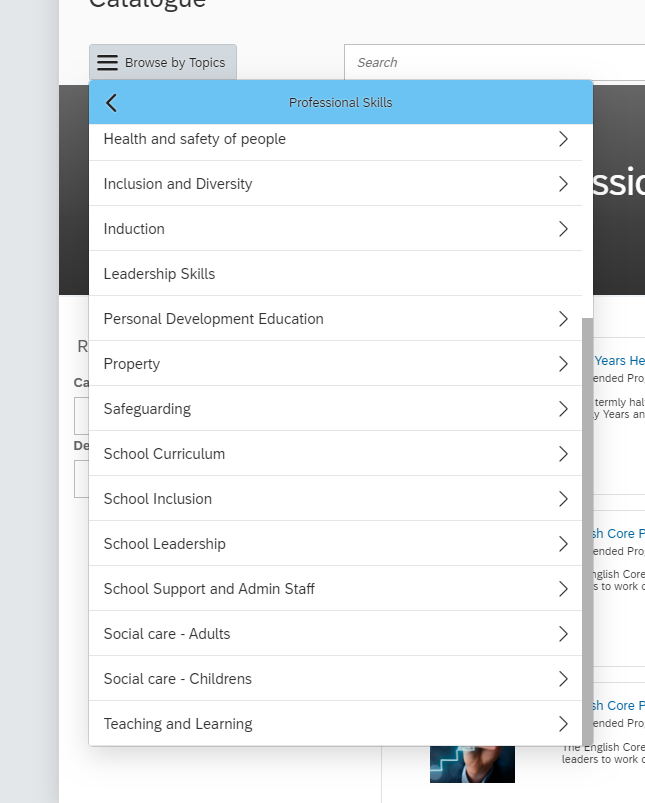 Catalogue
Browse by Topics
Search
Professional Skills
Health and safety of people
Inclusion and Diversity
Induction
Leadership Skills
Personal Development Education
Property
Safeguarding
School Curriculum
School Inclusion
School Leadership
School Support and Admin Staff
Social care - Adults
Social care - Childrens
Teaching and Learning
ssio
R
Ca
De
Years He
ended Pro
termly hal
y Years an
sh Core P
ended Pro
nglish Core
s to work c
sh Core P
ended Pro
The English Core
leaders to work c